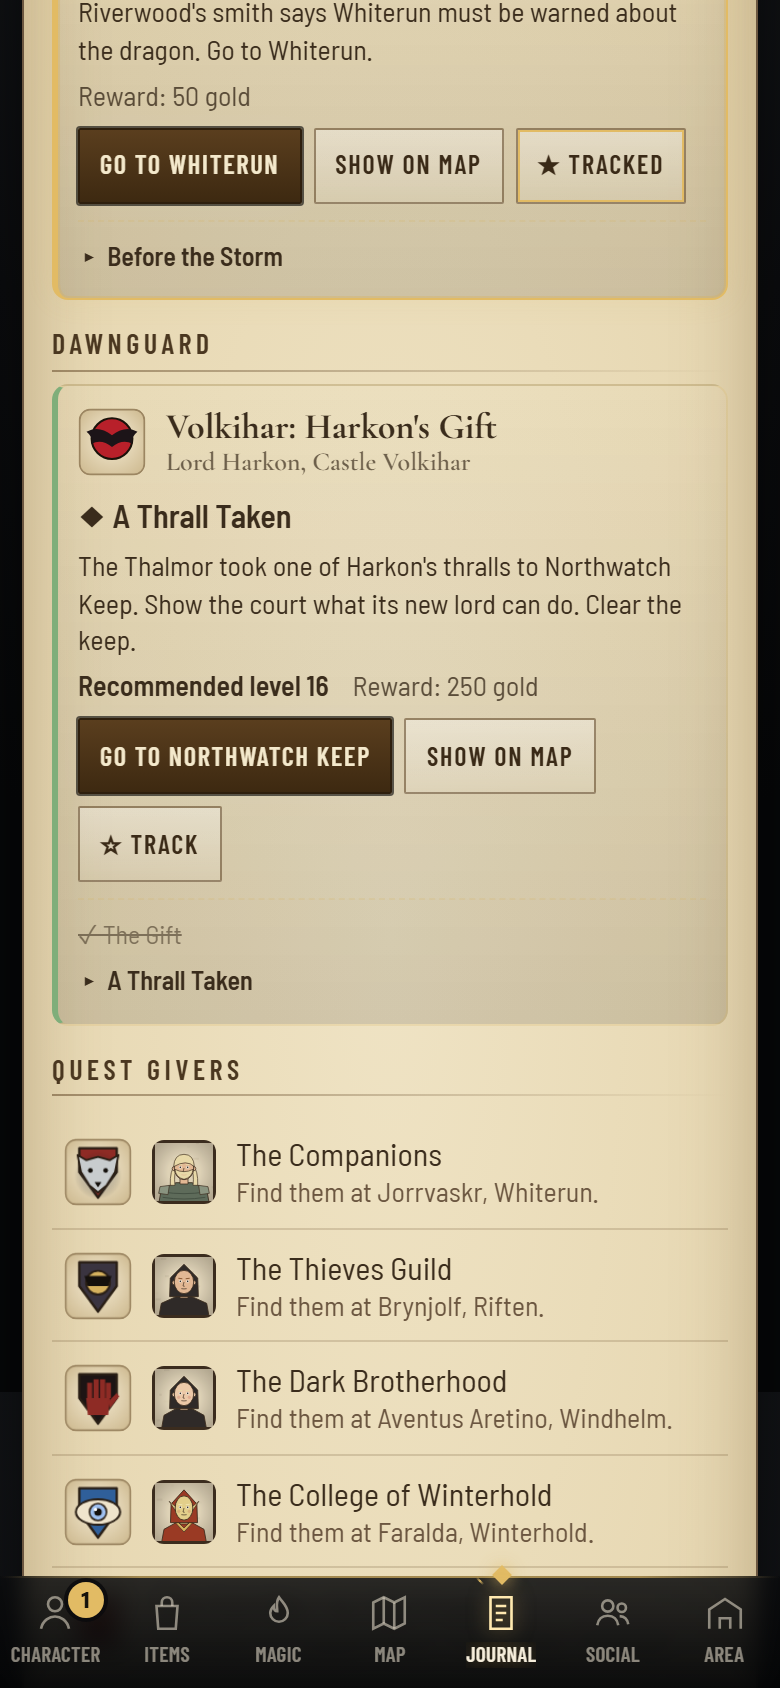 Riverwood's smith says Whiterun must be warned about
the dragon. Go to Whiterun.
Reward: 50 gold
GO TO WHITERUN
SHOW ON MAP
★ TRACKED
▸ Before the Storm
DAWNGUARD
Volkihar: Harkon's Gift
Lord Harkon, Castle Volkihar
◆ A Thrall Taken
The Thalmor took one of Harkon's thralls to Northwatch
Keep. Show the court what its new lord can do. Clear the
keep.
Recommended level 16 Reward: 250 gold
GO TO NORTHWATCH KEEP
SHOW ON MAP
☆ TRACK
✓ The Gift
▸ A Thrall Taken
QUEST GIVERS
The Companions
Find them at Jorrvaskr, Whiterun.
The Thieves Guild
Find them at Brynjolf, Riften.
The Dark Brotherhood
Find them at Aventus Aretino, Windhelm.
The College of Winterhold
Find them at Faralda, Winterhold.
1
CHARACTER
ITEMS
MAGIC
MAP
JOURNAL
SOCIAL
AREA